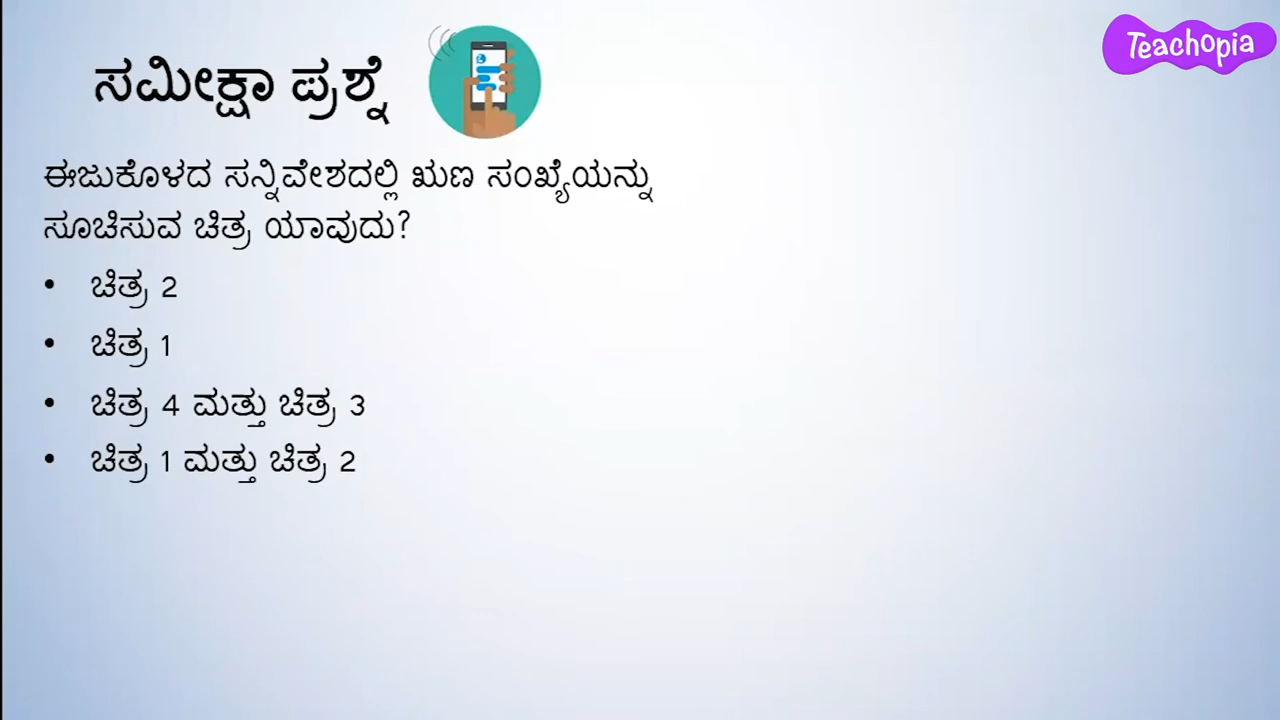 Teachopia
ಸಮೀಕ್ಷಾ ಪ್ರಶ್ನೆ
ಈಜುಕೊಳದ ಸನ್ನಿವೇಶದಲ್ಲಿ ಋಣ ಸಂಖ್ಯೆಯನ್ನು
ಸೂಚಿಸುವ ಚಿತ್ರ ಯಾವುದು?
• ಚಿತ್ರ 2
• ಚಿತ್ರ 1
• ಚಿತ್ರ 4 ಮತ್ತು ಚಿತ್ರ 3
• ಚಿತ್ರ 1 ಮತ್ತು ಚಿತ್ರ 2